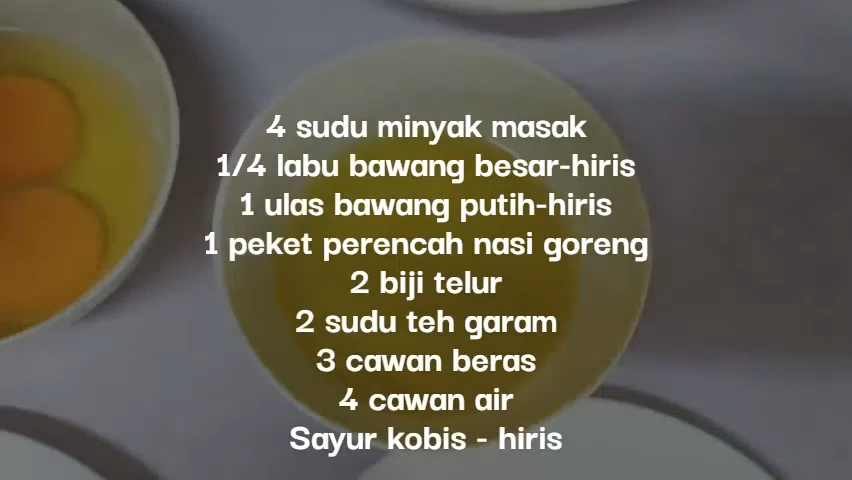 4 sudu minyak masak
1/4 labu bawang besar-hiris
1 ulas bawang putih-hiris
1 peket perencah nasi goreng
2 biji telur
2 sudu teh garam
3 cawan beras
4 cawan air
Sayur kobis - hiris